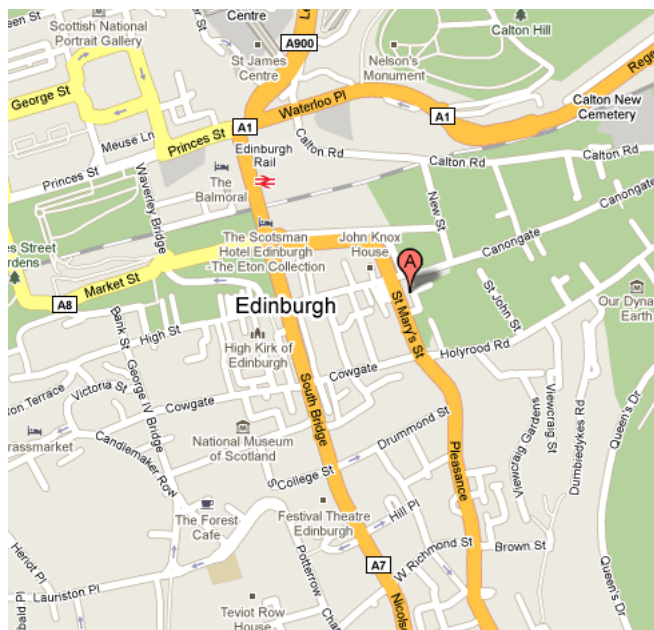 Scottish National
Portrait Gallery
Centre
A900
St James
Centre
Nelson's
Monument
Calton Hill
George St
Waterloo Pl
A1
Calton New
Cemetery
Meuse Ln
Princes St
A1
Edinburgh
Rail
Calton Rd
Calton Rd
Calton Rd
Princes St
Waverley Bridge
The
Balmoral
New St
Canongate
Canongate
The Scotsman
Hotel Edinburgh
-The Eton Collection
John Knox
House
A
Market St
A8
St John St
Our Dyna
Earth
Edinburgh
St Mary's St
Bank St
High St
High Kirk of
Edinburgh
Holyrood Rd
Cowgate
South Bridge
Victoria St
George IV Bridge
Cowgate
Viewcraig Gardens
Viewcraig St
Dumbiedykes Rd
Queen's Dr
Drummond St
Candlemaker Row
National Museum
of Scotland
Pleasance
College St
The Forest
Cafe
Festival Theatre
Edinburgh
Hill Pl
W Richmond St
Brown St
Heriot Pl
Potterrow
A7
Lauriston Pl
Teviot Row
House
Queen's Dr